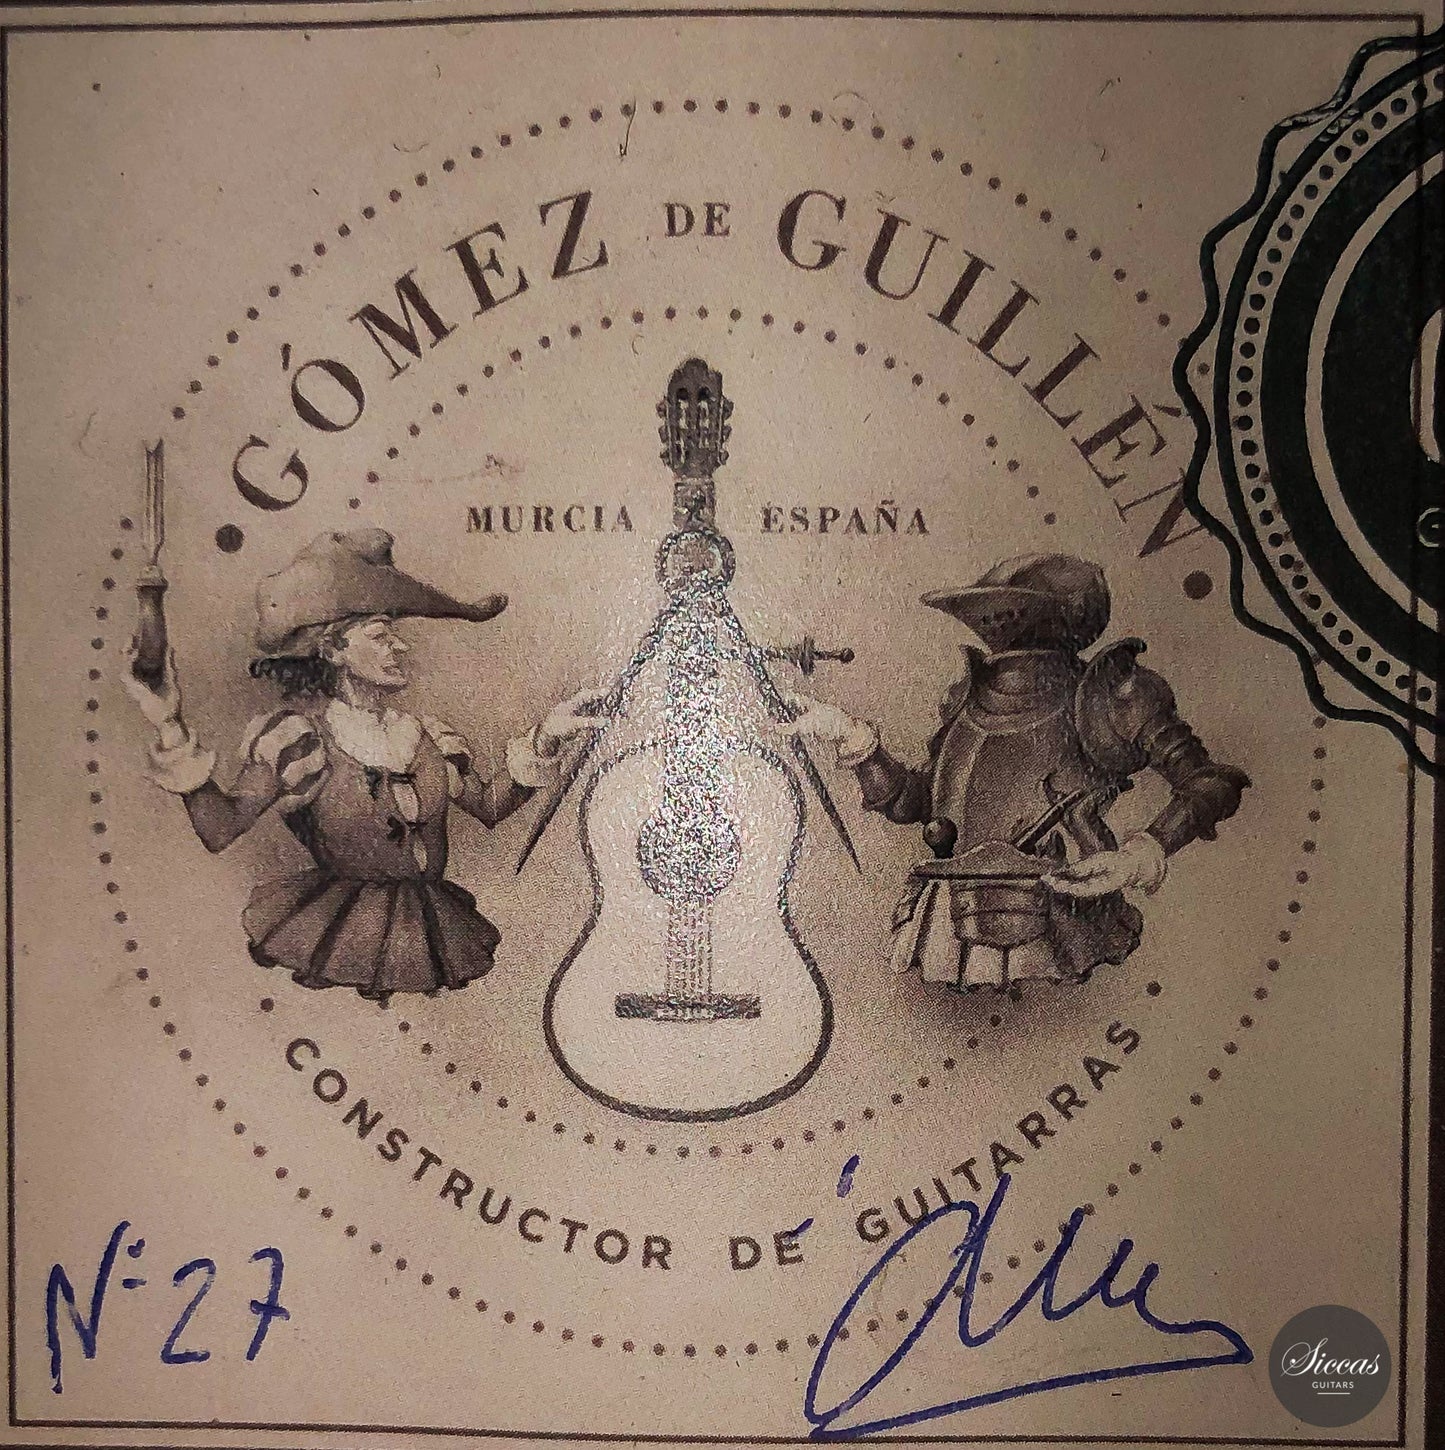 GÓMEZ DE GUILLÉN
MURCIA ESPAÑA
CONSTRUCTOR DE GUITARRAS
Nº 27
Siccas
GUITARS